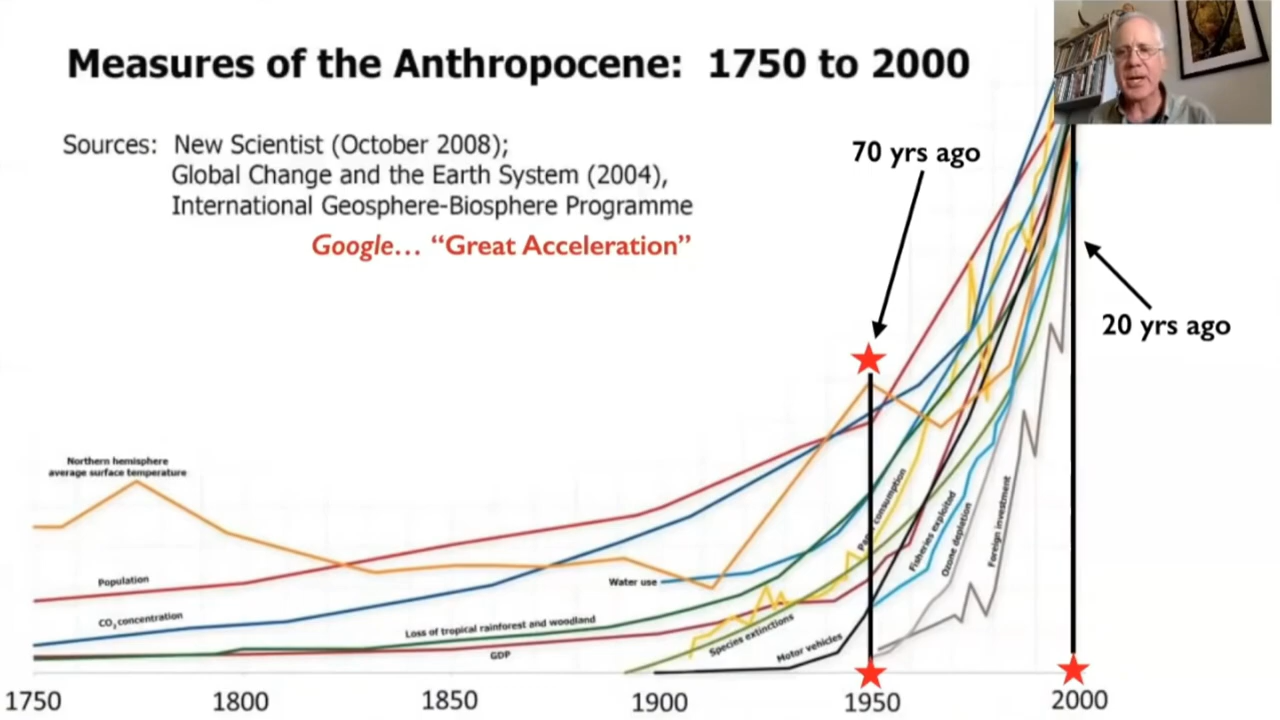 Measures of the Anthropocene: 1750 to 2000
Sources: New Scientist (October 2008);
Global Change and the Earth System (2004),
International Geosphere-Biosphere Programme
Google... “Great Acceleration”
70 yrs ago
20 yrs ago
Northern hemisphere
average surface temperature
Population
CO₂ concentration
Water use
Loss of tropical rainforest and woodland
GDP
Species extinctions
Motor vehicles
consumption
Fisheries exploited
Ozone depletion
Foreign investment
1750
1800
1850
1900
1950
2000